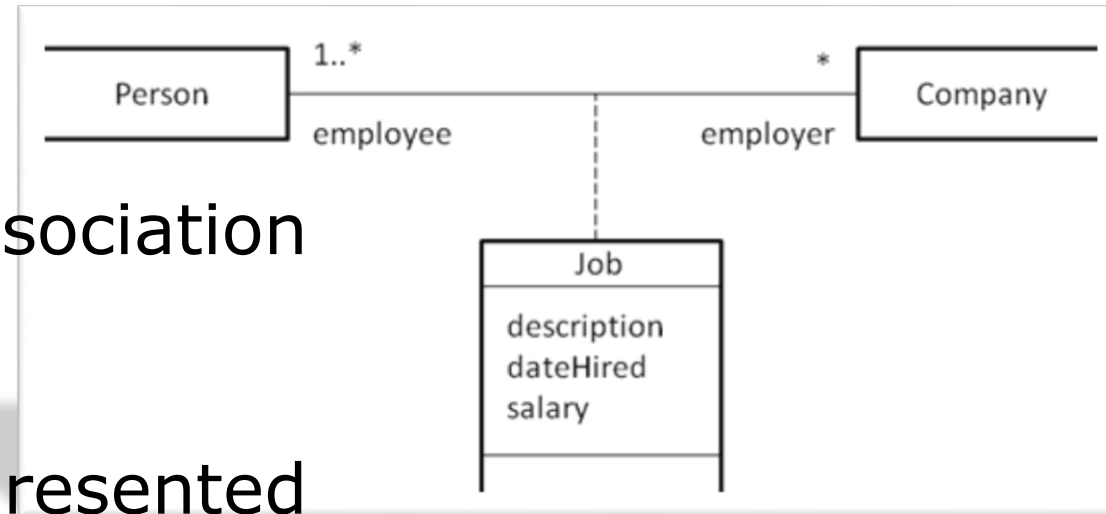 1..*
*
Person
Company
employee
employer
sociation
Job
description
dateHired
salary
resented